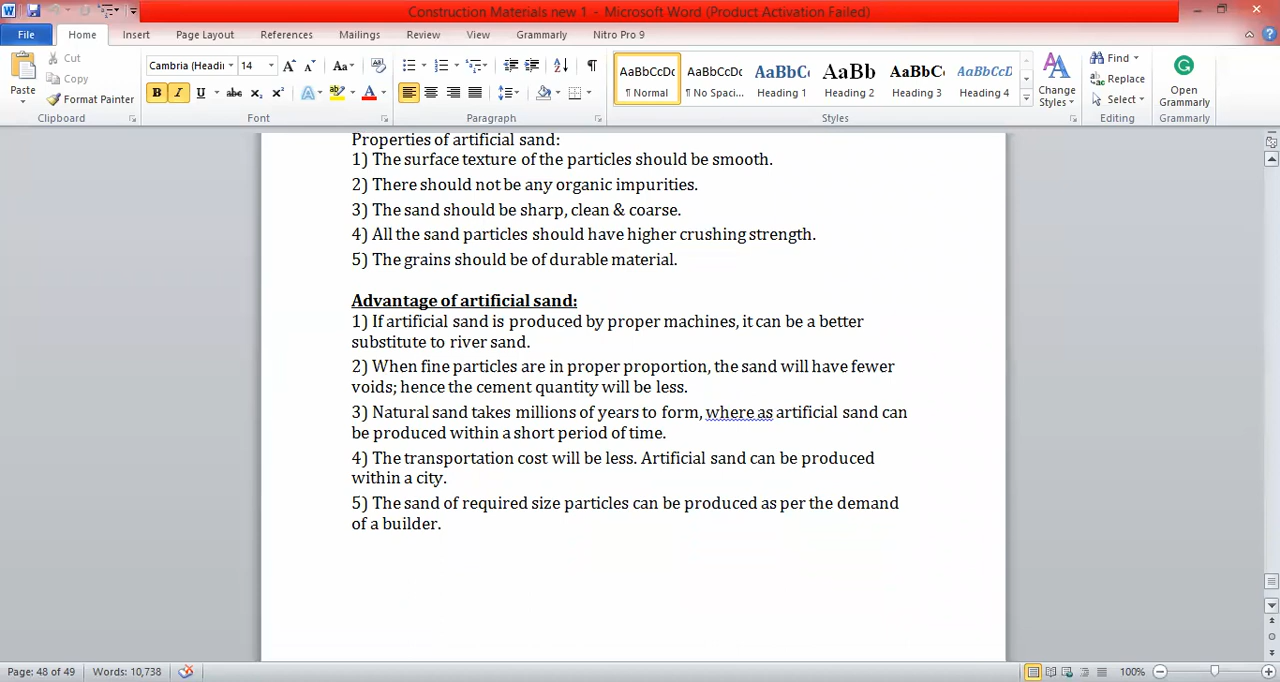 Construction Materials new 1 - Microsoft Word (Product Activation Failed)
File Home Insert Page Layout References Mailings Review View Grammarly Nitro Pro 9
Paste
Cut
Copy
Format Painter
Clipboard
Cambria (Headi 14
Aa
B I U abc X₂ X²
Font
Paragraph
AaBbCcDc AaBbCcDc AaBbC AaBb AaBbC AaBbCcD
¶ Normal ¶ No Spaci... Heading 1 Heading 2 Heading 3 Heading 4
Styles
Change
Styles
Find
Replace
Select
Editing
Open
Grammarly
Grammarly
Properties of artificial sand:
1) The surface texture of the particles should be smooth.
2) There should not be any organic impurities.
3) The sand should be sharp, clean & coarse.
4) All the sand particles should have higher crushing strength.
5) The grains should be of durable material.
Advantage of artificial sand:
1) If artificial sand is produced by proper machines, it can be a better
substitute to river sand.
2) When fine particles are in proper proportion, the sand will have fewer
voids; hence the cement quantity will be less.
3) Natural sand takes millions of years to form, where as artificial sand can
be produced within a short period of time.
4) The transportation cost will be less. Artificial sand can be produced
within a city.
5) The sand of required size particles can be produced as per the demand
of a builder.
Page: 48 of 49 Words: 10,738 100%